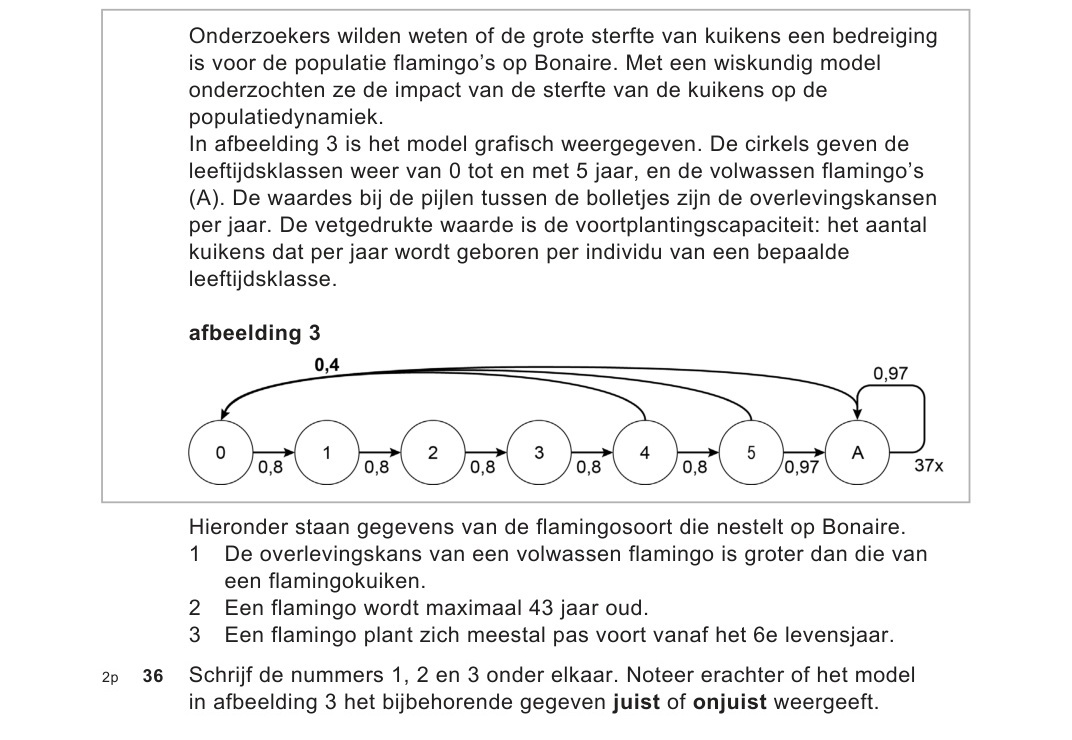 Onderzoekers wilden weten of de grote sterfte van kuikens een bedreiging
is voor de populatie flamingo's op Bonaire. Met een wiskundig model
onderzochten ze de impact van de sterfte van de kuikens op de
populatiedynamiek.
In afbeelding 3 is het model grafisch weergegeven. De cirkels geven de
leeftijdsklassen weer van 0 tot en met 5 jaar, en de volwassen flamingo's
(A). De waardes bij de pijlen tussen de bolletjes zijn de overlevingskansen
per jaar. De vetgedrukte waarde is de voortplantingscapaciteit: het aantal
kuikens dat per jaar wordt geboren per individu van een bepaalde
leeftijdsklasse.
afbeelding 3
0,4
0,97
0 1 2 3 4 5 A
0,8 0,8 0,8 0,8 0,8 0,97 37x
Hieronder staan gegevens van de flamingosoort die nestelt op Bonaire.
1 De overlevingskans van een volwassen flamingo is groter dan die van
een flamingokuiken.
2 Een flamingo wordt maximaal 43 jaar oud.
3 Een flamingo plant zich meestal pas voort vanaf het 6e levensjaar.
2p 36 Schrijf de nummers 1, 2 en 3 onder elkaar. Noteer erachter of het model
in afbeelding 3 het bijbehorende gegeven juist of onjuist weergeeft.